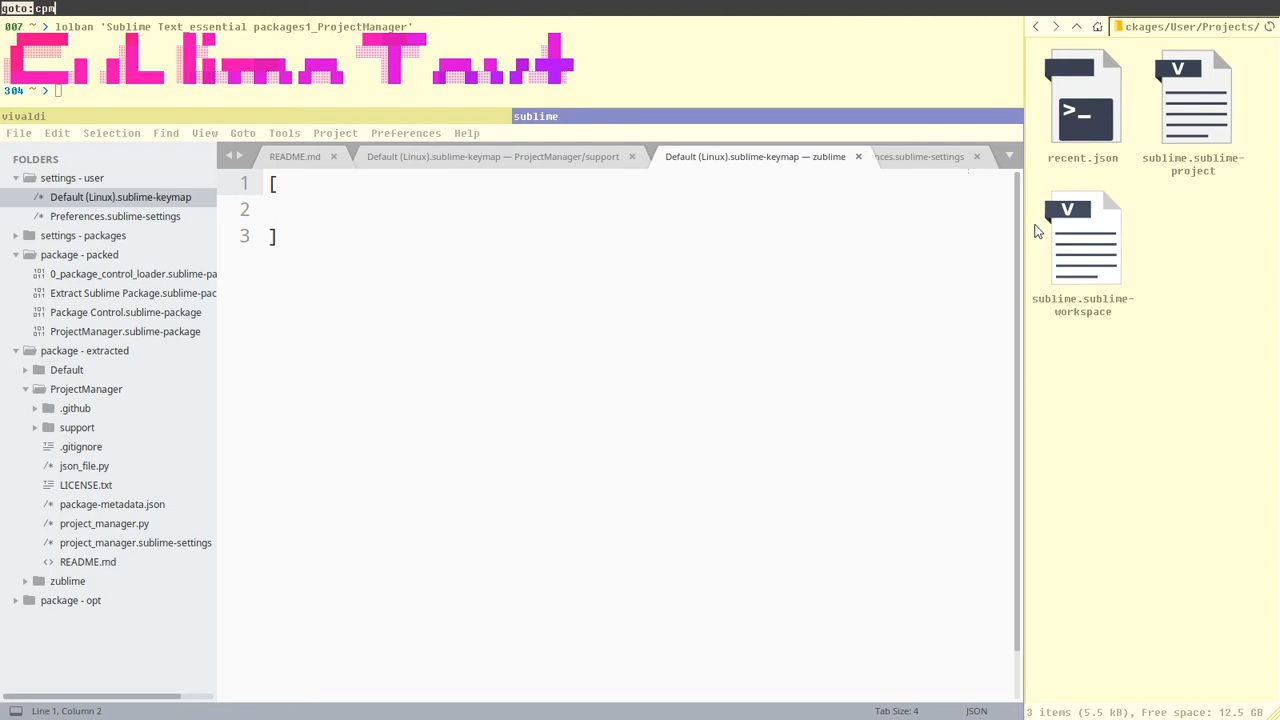 goto:cpm
007 ~ > lolban 'Sublime Text essential packages1_ProjectManager'
304 ~ >
vivaldi
sublime
File Edit Selection Find View Goto Tools Project Preferences Help
FOLDERS
settings - user
Default (Linux).sublime-keymap
Preferences.sublime-settings
settings - packages
package - packed
0_package_control_loader.sublime-pa
Extract Sublime Package.sublime-pac
Package Control.sublime-package
ProjectManager.sublime-package
package - extracted
Default
ProjectManager
.github
support
.gitignore
json_file.py
LICENSE.txt
package-metadata.json
project_manager.py
project_manager.sublime-settings
README.md
zublime
package - opt
README.md
Default (Linux).sublime-keymap — ProjectManager/support
Default (Linux).sublime-keymap — zublime
nces.sublime-settings
1 [
2
3 ]
Line 1, Column 2
Tab Size: 4
JSON
ckages/User/Projects/
V
recent.json
sublime.sublime-
project
V
>_
sublime.sublime-
workspace
3 items (5.5 kB), Free space: 12.5 GB